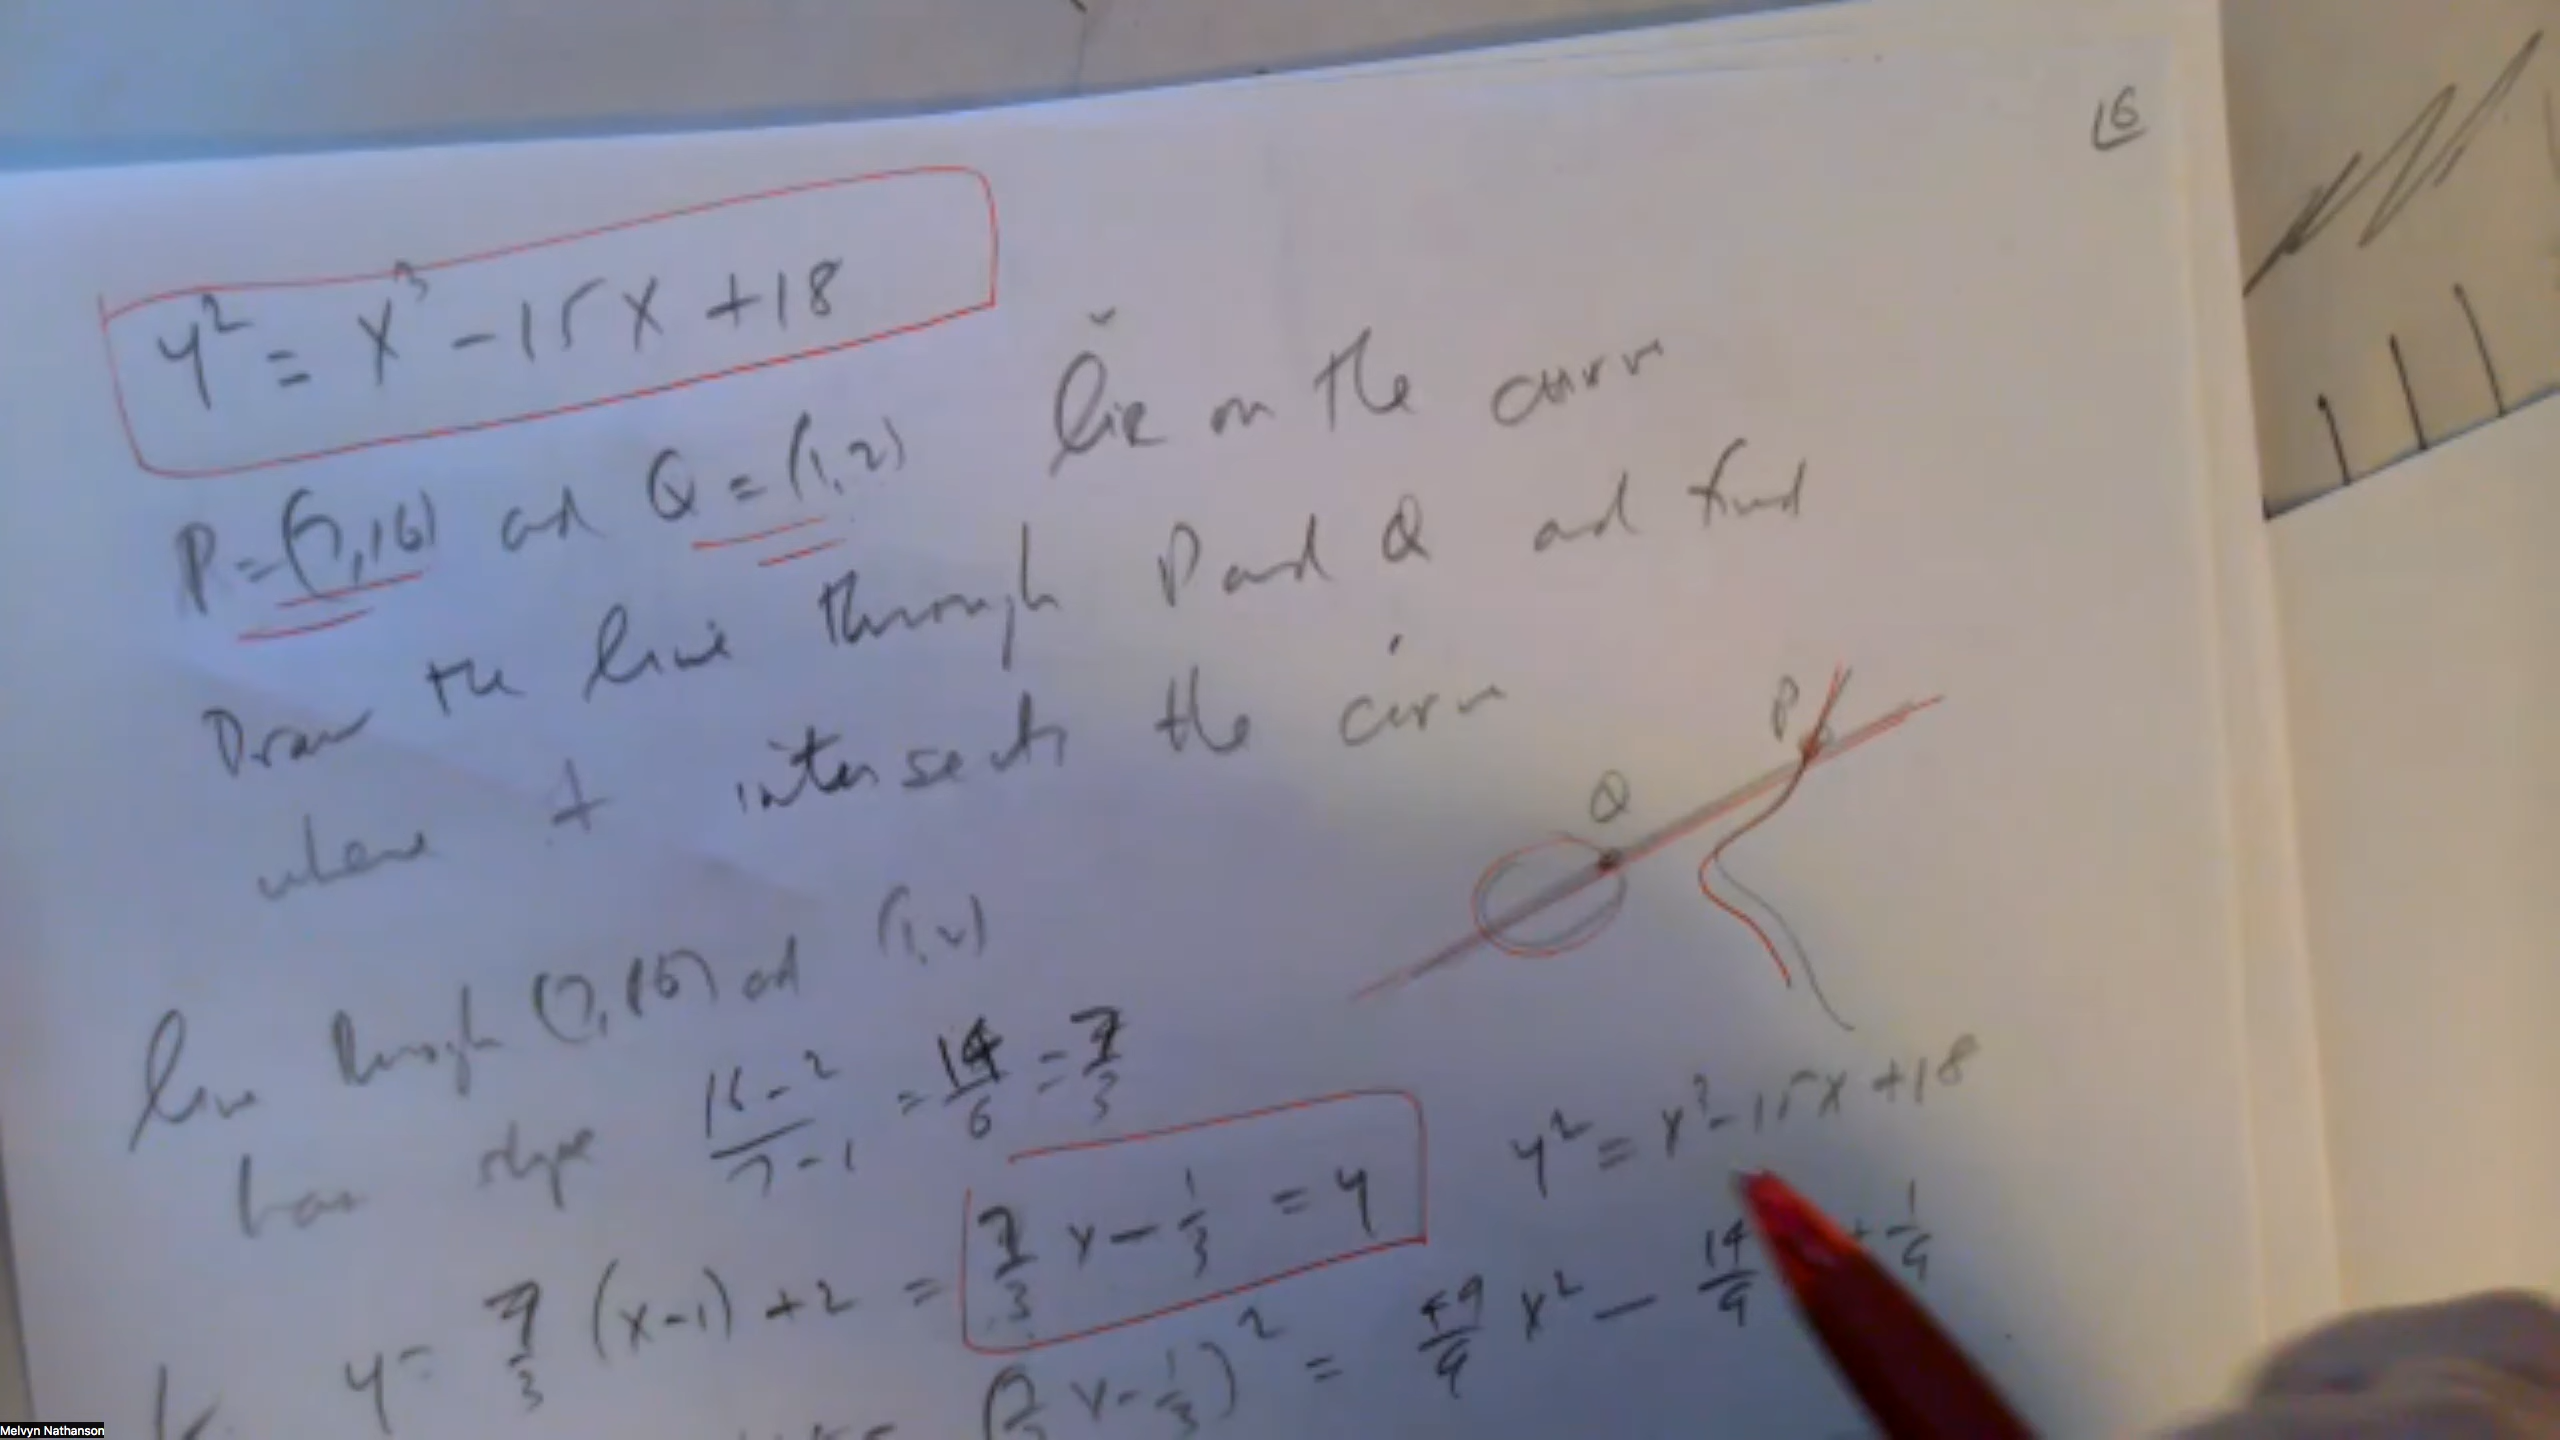 16
y² = x³ - 15x + 18
P = (7,16) and Q = (1,2) lie on the curve
Draw the line through P and Q and find
where it intersects the curve
P
Q
line through (7,16) and (1,2)
has slope (16-2)/(7-1) = 14/6 = 7/3
y = 7/3 (x-1) + 2 = 7/3 x - 1/3 = y
y² = x³ - 15x + 18
(7/3 x - 1/3)² = 49/9 x² - 14/9 + 1/9
Melvyn Nathanson